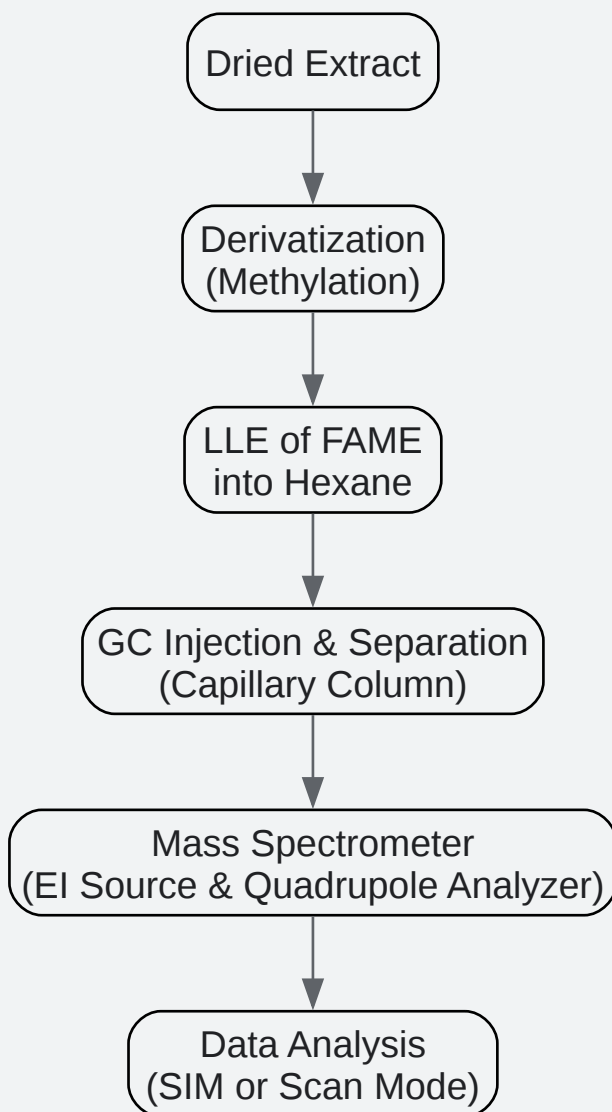 Dried Extract
Derivatization
(Methylation)
LLE of FAME
into Hexane
GC Injection & Separation
(Capillary Column)
Mass Spectrometer
(EI Source & Quadrupole Analyzer)
Data Analysis
(SIM or Scan Mode)